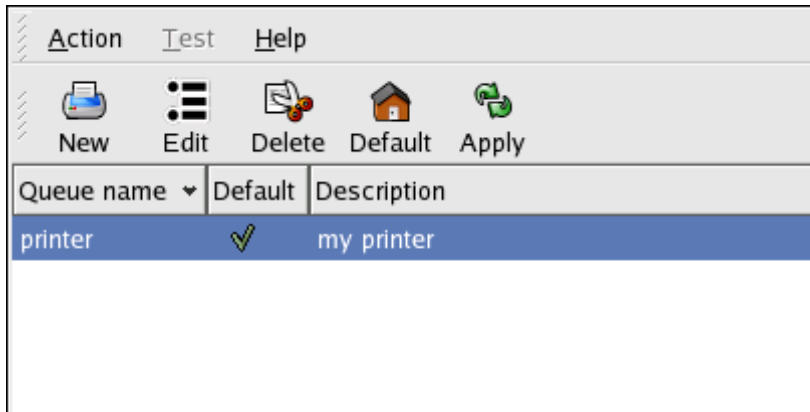 Action Test Help
New Edit Delete Default Apply
Queue name Default Description
printer my printer